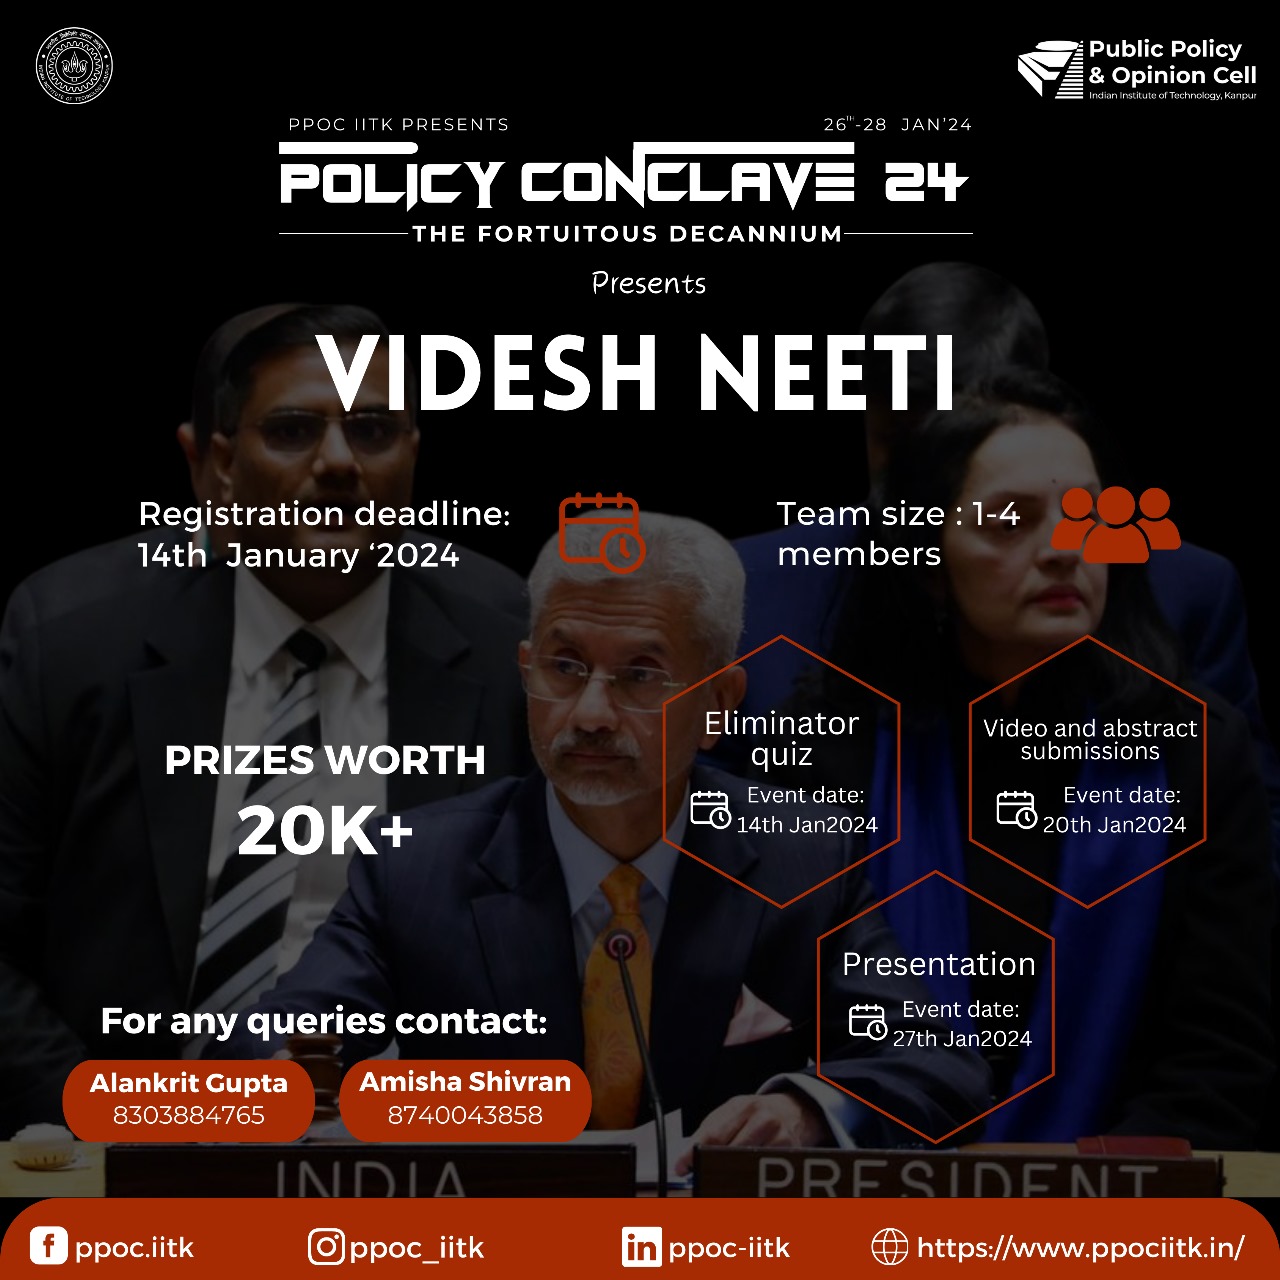 Public Policy
& Opinion Cell
Indian Institute of Technology, Kanpur
PPOC IITK PRESENTS
26TH-28 JAN'24
POLICY CONCLAVE 24
THE FORTUITOUS DECANNIUM
Presents
VIDESH NEETI
Registration deadline:
14th January ‘2024
Team size : 1-4
members
PRIZES WORTH
20K+
Eliminator
quiz
Event date:
14th Jan2024
Video and abstract
submissions
Event date:
20th Jan2024
Presentation
Event date:
27th Jan2024
For any queries contact:
Alankrit Gupta
8303884765
Amisha Shivran
8740043858
INDIA
PRESIDENT
ppoc.iitk
ppoc_iitk
ppoc-iitk
https://www.ppociitk.in/